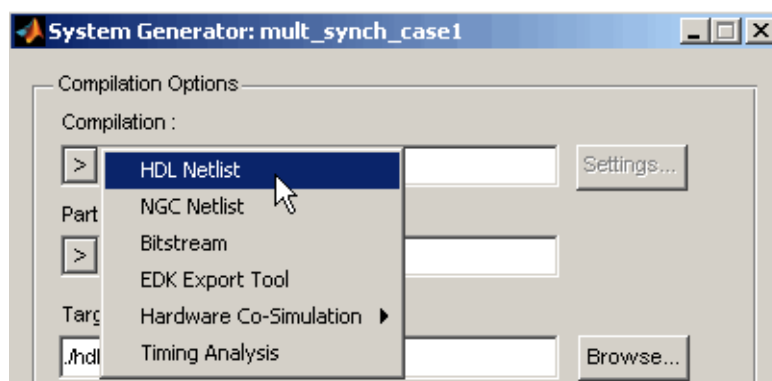 System Generator: mult_synch_case1
Compilation Options
Compilation :
> HDL Netlist Settings...
Part NGC Netlist
> Bitstream
EDK Export Tool
Targ Hardware Co-Simulation
./hdl Timing Analysis Browse...